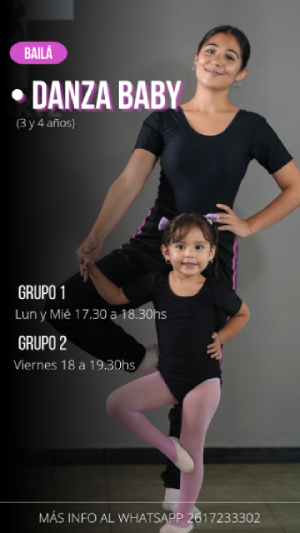 BAILÁ
• DANZA BABY
(3 y 4 años)
GRUPO 1
Lun y Mié 17.30 a 18.30hs
GRUPO 2
Viernes 18 a 19.30hs
MÁS INFO AL WHATSAPP 2617233302